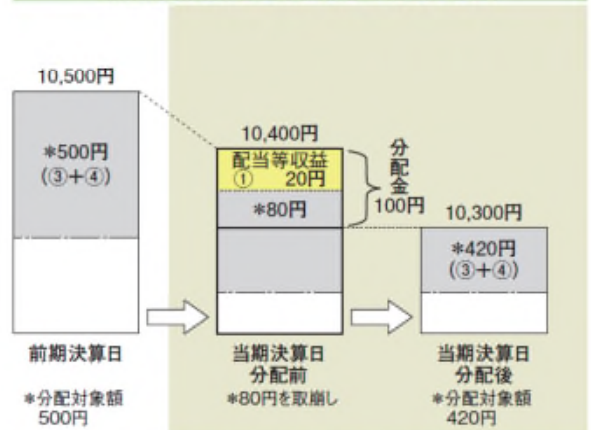 10,500円
*500円
(③+④)
前期決算日
*分配対象額
500円
10,400円
配当等収益
① 20円
*80円
分配金
100円
当期決算日
分配前
*80円を取崩し
10,300円
*420円
(③+④)
当期決算日
分配後
*分配対象額
420円